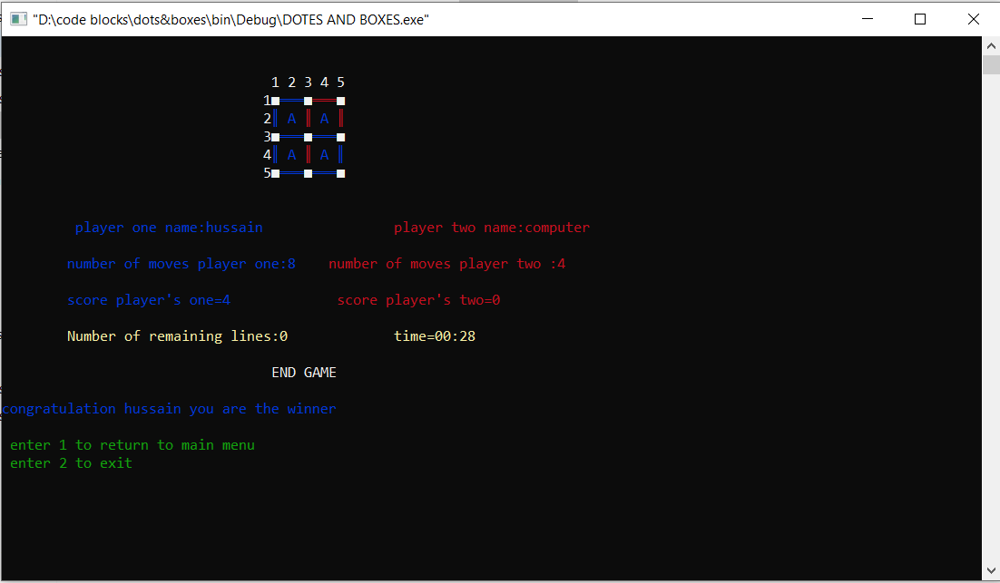 "D:\code blocks\dots&boxes\bin\Debug\DOTES AND BOXES.exe"
1 2 3 4 5
1
2 A A
3
4 A A
5
player one name:hussain player two name:computer
number of moves player one:8 number of moves player two :4
score player's one=4 score player's two=0
Number of remaining lines:0 time=00:28
END GAME
congratulation hussain you are the winner
enter 1 to return to main menu
enter 2 to exit